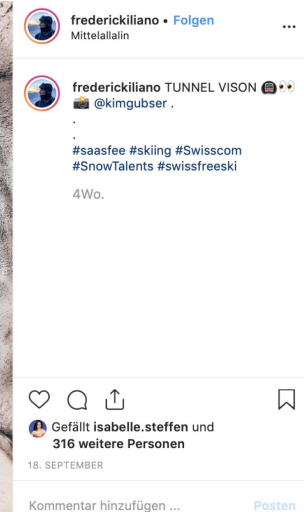 frederickiliano • Folgen
Mittelallalin
frederickiliano TUNNEL VISON 🚇👀
📸 @kimgubser .
.
.
#saasfee #skiing #Swisscom
#SnowTalents #swissfreeski
4Wo.
Gefällt isabelle.steffen und
316 weitere Personen
18. SEPTEMBER
Kommentar hinzufügen ... Posten